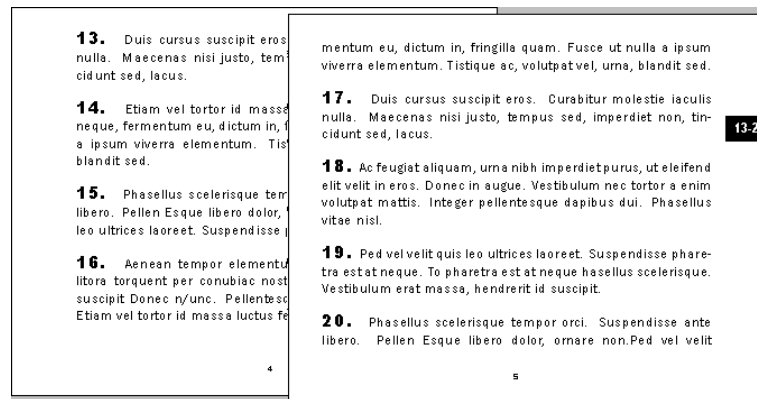 13. Duis cursus suscipit eros
nulla. Maecenas nisi justo, tem
cidunt sed, lacus.
14. Etiam vel tortor id massa
neque, fermentum eu, dictum in,
a ipsum viverra elementum. Tis
blandit sed.
15. Phasellus scelerisque tem
libero. Pellen Esque libero dolor,
leo ultrices laoreet. Suspendisse
16. Aenean tempor elementu
litora torquent per conubiac nost
suscipit Donec n/unc. Pellentesc
Etiam vel tortor id massa luctus fe
4
mentum eu, dictum in, fringilla quam. Fusce ut nulla a ipsum
viverra elementum. Tistique ac, volutpat vel, urna, blandit sed.
17. Duis cursus suscipit eros. Curabitur molestie iaculis
nulla. Maecenas nisi justo, tempus sed, imperdiet non, tin-
cidunt sed, lacus.
18. Ac feugiat aliquam, urna nibh imperdiet purus, ut eleifend
elit velit in eros. Donec in augue. Vestibulum nec tortor a enim
volutpat mattis. Integer pellentesque dapibus dui. Phasellus
vitae nisl.
19. Ped vel velit quis leo ultrices laoreet. Suspendisse phare-
tra est at neque. To pharetra est at neque hasellus scelerisque.
Vestibulum erat massa, hendrerit id suscipit.
20. Phasellus scelerisque tempor orci. Suspendisse ante
libero. Pellen Esque libero dolor, ornare non.Ped vel velit
5
13-2